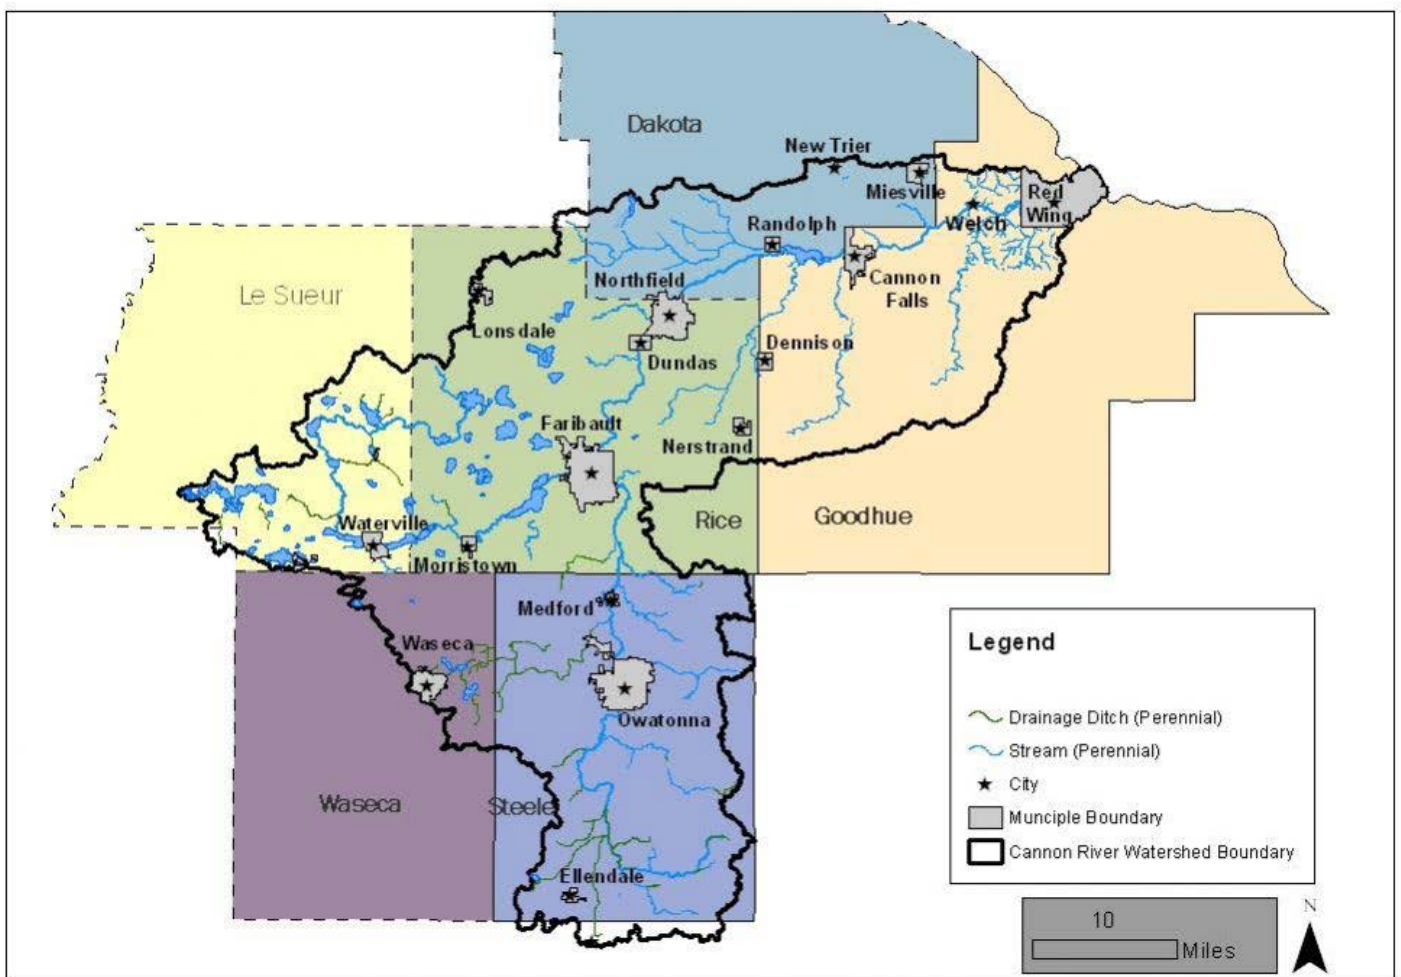 Dakota
New Trier
Miesville
Red
Wing
Welch
Randolph
Le Sueur
Northfield
Cannon
Falls
Lonsdale
Dundas
Dennison
Faribault
Nerstrand
Waterville
Rice
Goodhue
Morristown
Medford
Waseca
Owatonna
Waseca
Steele
Ellendale
Legend
Drainage Ditch (Perennial)
Stream (Perennial)
City
Munciple Boundary
Cannon River Watershed Boundary
10
Miles
N